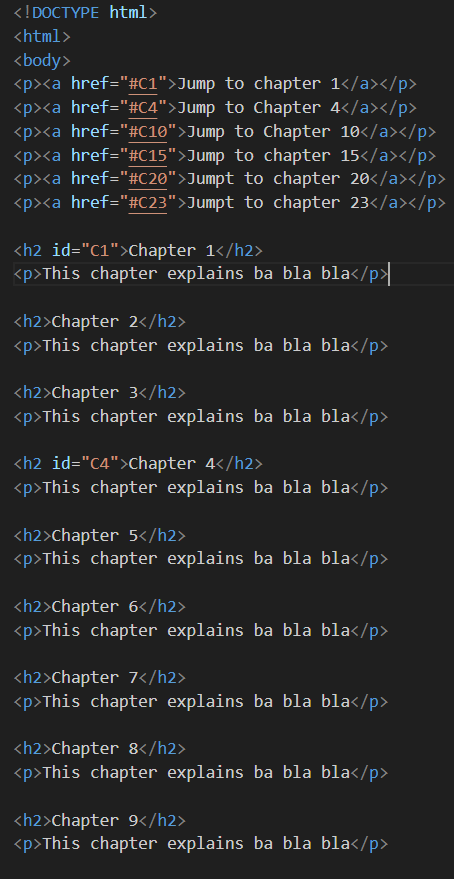 <!DOCTYPE html>
<html>
<body>
<p><a href="#C1">Jump to chapter 1</a></p>
<p><a href="#C4">Jump to Chapter 4</a></p>
<p><a href="#C10">Jump to Chapter 10</a></p>
<p><a href="#C15">Jump to chapter 15</a></p>
<p><a href="#C20">Jumpt to chapter 20</a></p>
<p><a href="#C23">Jumpt to chapter 23</a></p>
<h2 id="C1">Chapter 1</h2>
<p>This chapter explains ba bla bla</p>
<h2>Chapter 2</h2>
<p>This chapter explains ba bla bla</p>
<h2>Chapter 3</h2>
<p>This chapter explains ba bla bla</p>
<h2 id="C4">Chapter 4</h2>
<p>This chapter explains ba bla bla</p>
<h2>Chapter 5</h2>
<p>This chapter explains ba bla bla</p>
<h2>Chapter 6</h2>
<p>This chapter explains ba bla bla</p>
<h2>Chapter 7</h2>
<p>This chapter explains ba bla bla</p>
<h2>Chapter 8</h2>
<p>This chapter explains ba bla bla</p>
<h2>Chapter 9</h2>
<p>This chapter explains ba bla bla</p>